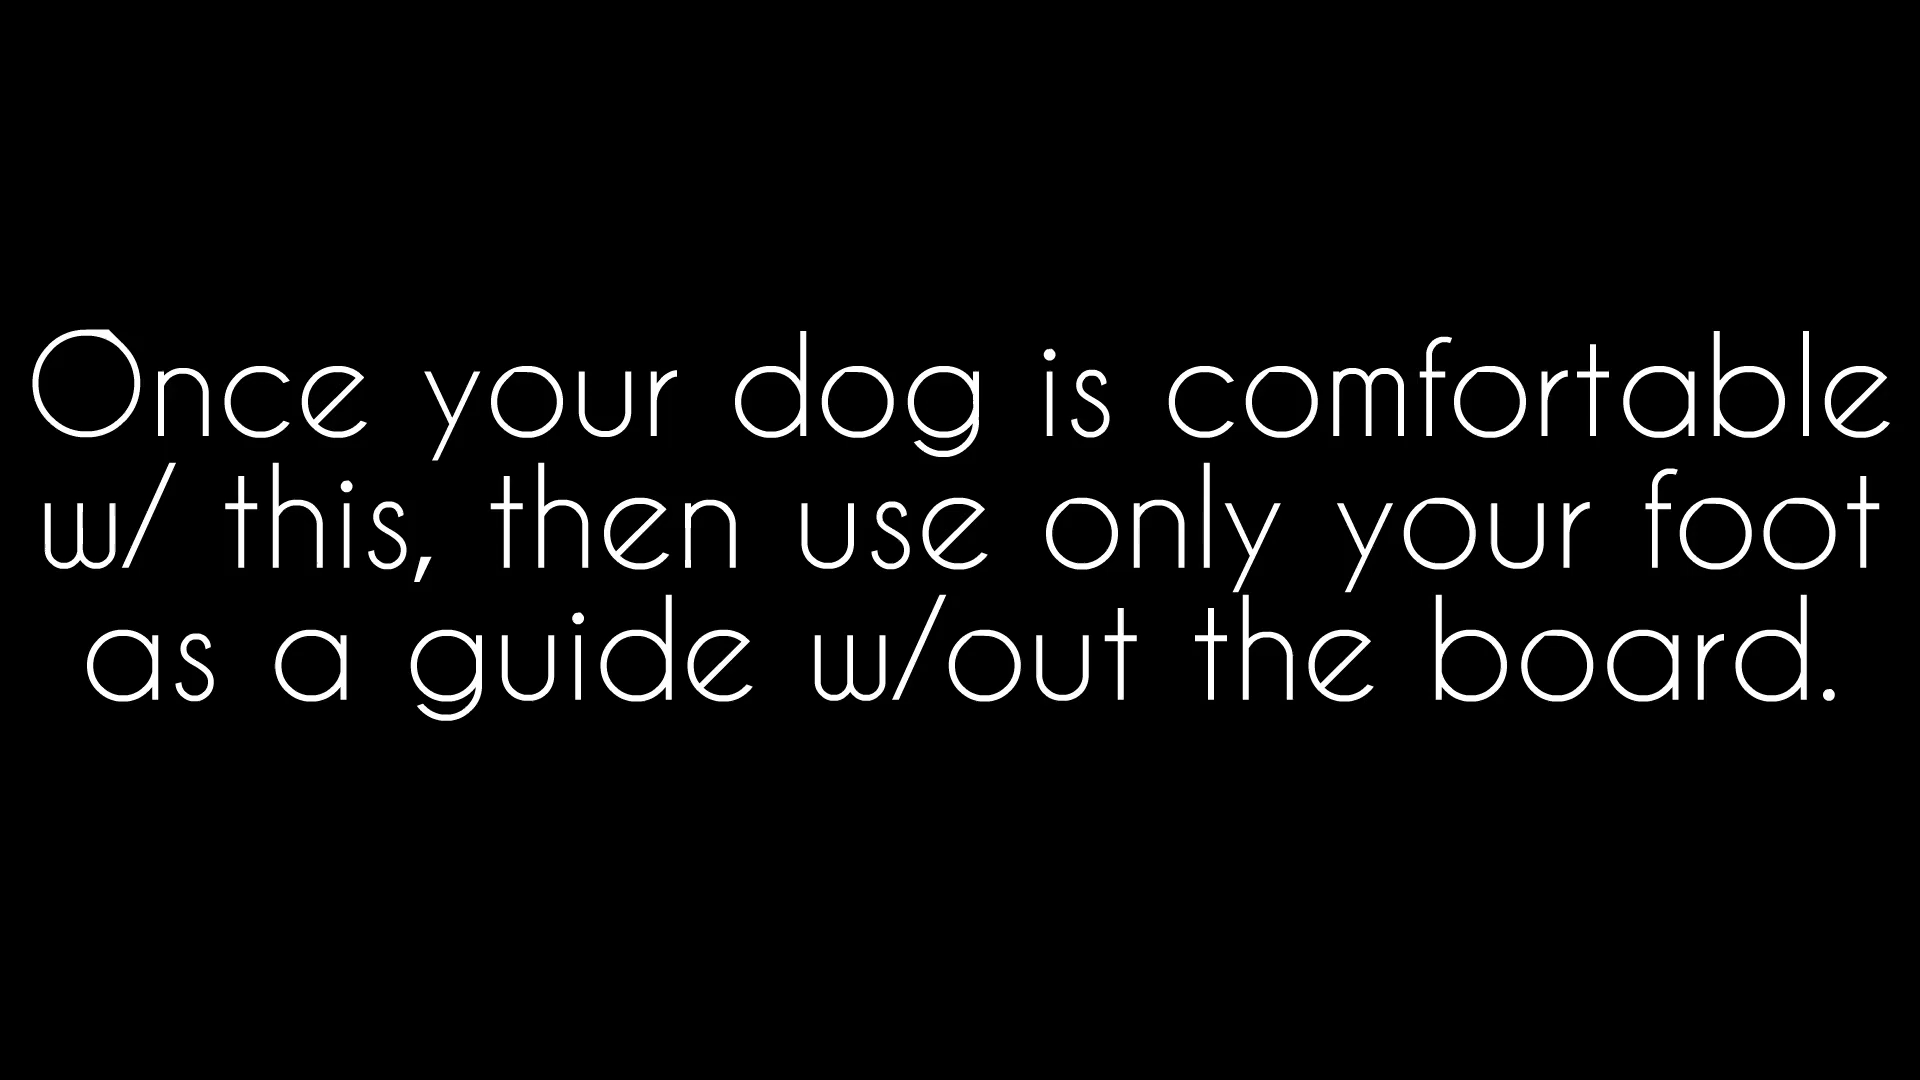 Once your dog is comfortable
w/ this, then use only your foot
as a guide w/out the board.